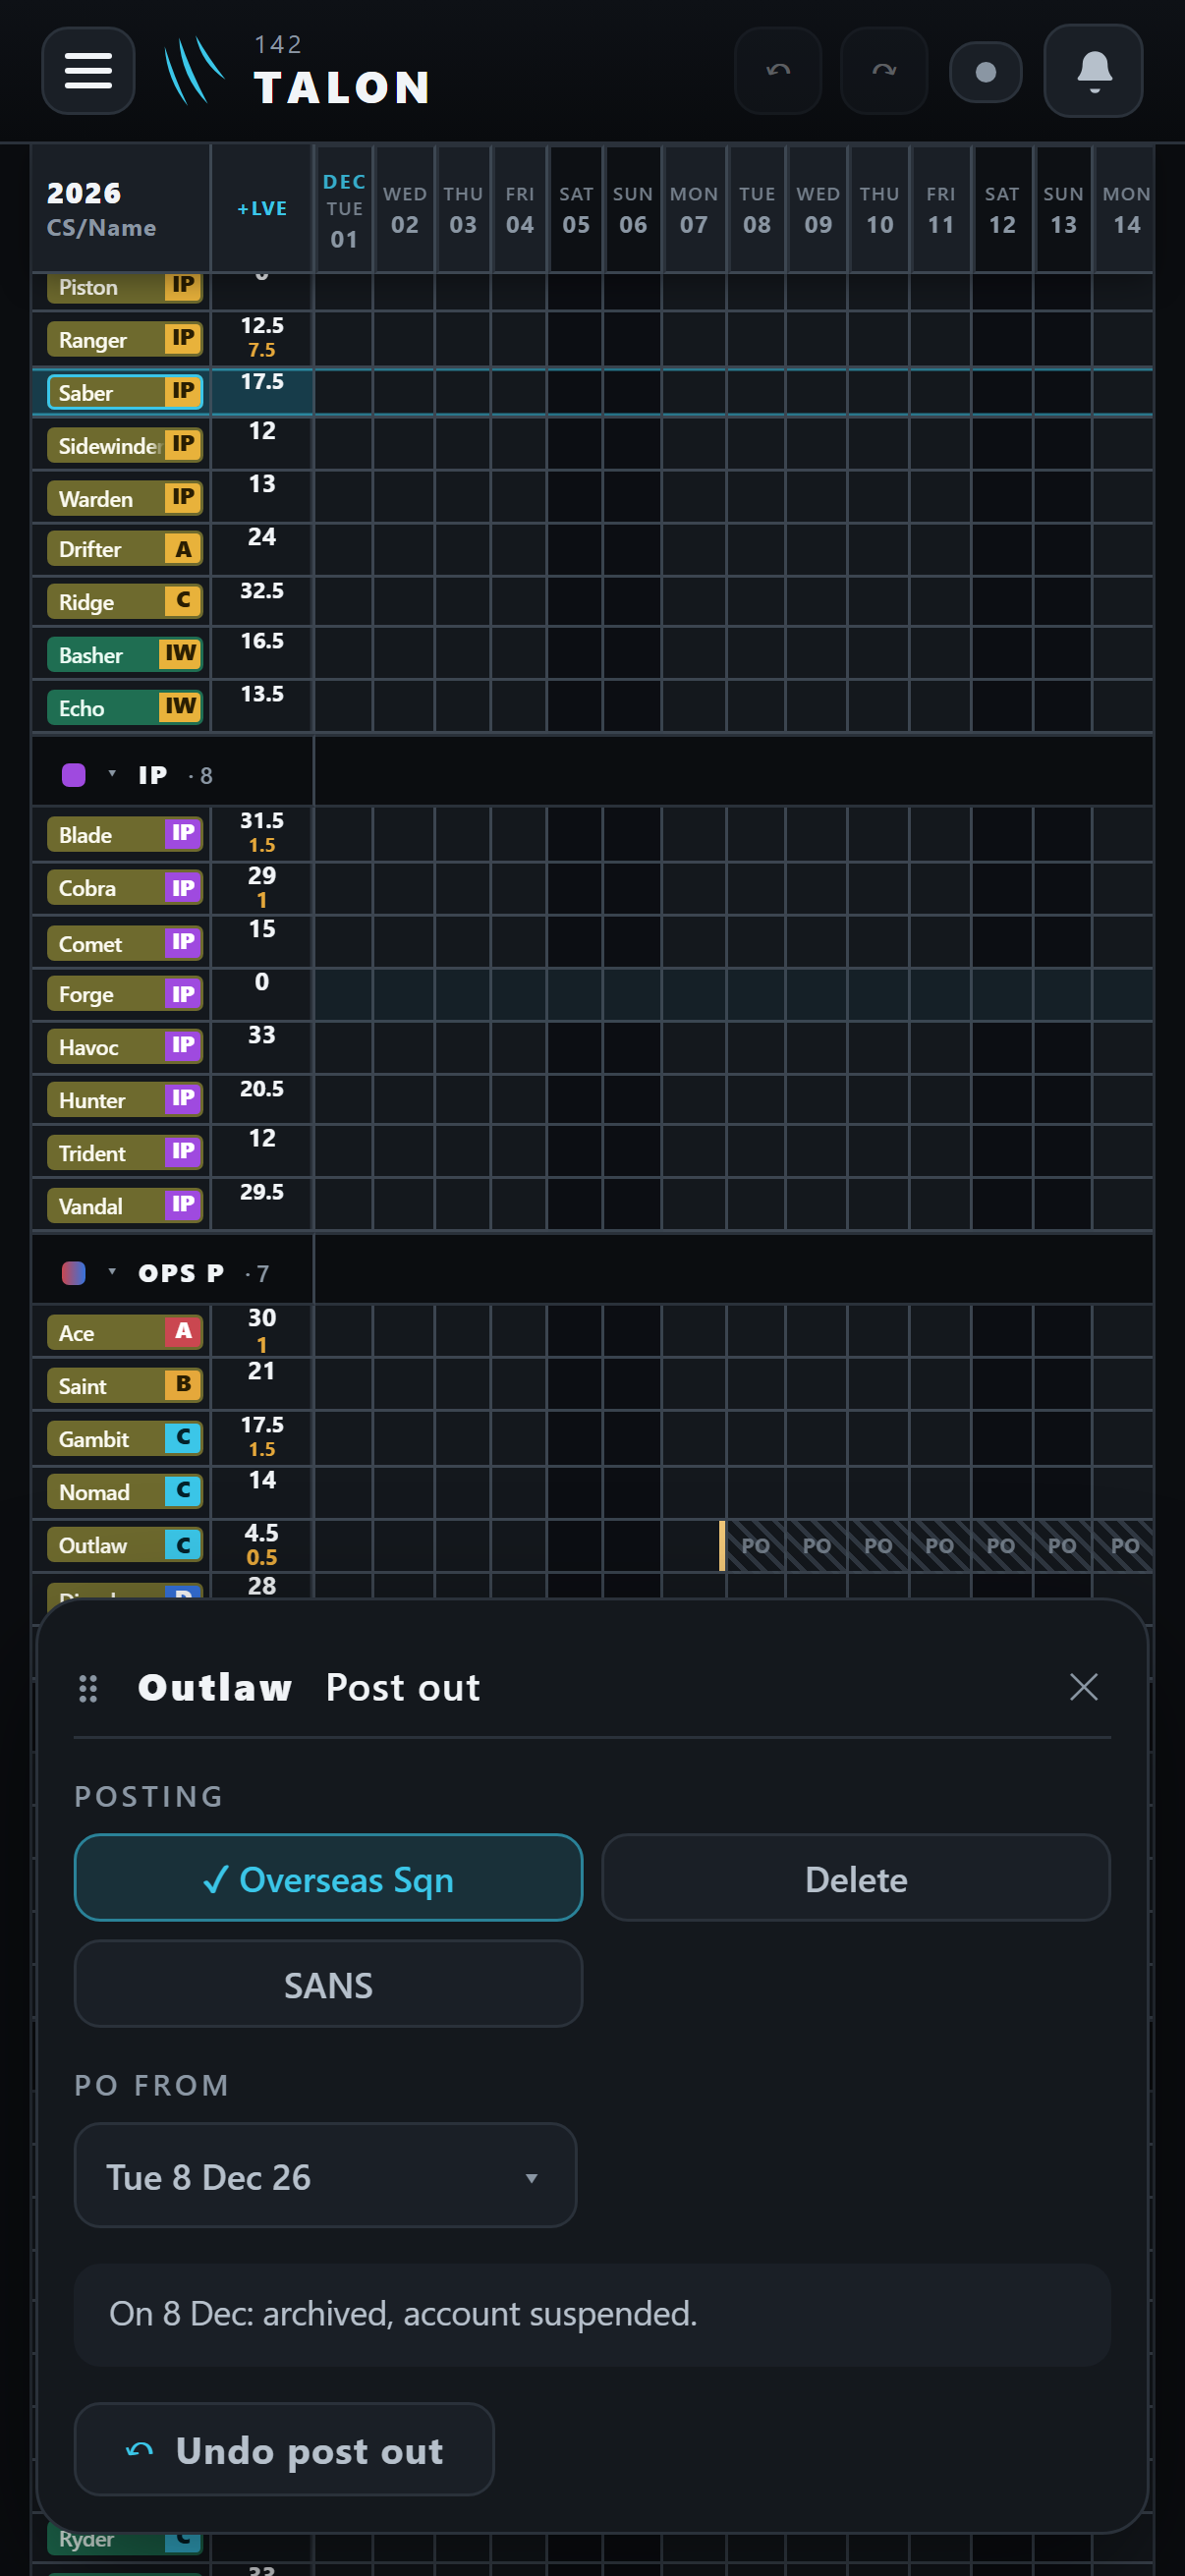 142
TALON
2026
CS/Name
+LVE
DEC
TUE 01
WED 02
THU 03
FRI 04
SAT 05
SUN 06
MON 07
TUE 08
WED 09
THU 10
FRI 11
SAT 12
SUN 13
MON 14
Piston IP
Ranger IP 12.5
7.5
Saber IP 17.5
Sidewinder IP 12
Warden IP 13
Drifter A 24
Ridge C 32.5
Basher IW 16.5
Echo IW 13.5
IP · 8
Blade IP 31.5
1.5
Cobra IP 29
1
Comet IP 15
Forge IP 0
Havoc IP 33
Hunter IP 20.5
Trident IP 12
Vandal IP 29.5
OPS P · 7
Ace A 30
1
Saint B 21
Gambit C 17.5
1.5
Nomad C 14
Outlaw C 4.5 PO PO PO PO PO PO PO
0.5
28
Outlaw Post out
POSTING
✓ Overseas Sqn
Delete
SANS
PO FROM
Tue 8 Dec 26
On 8 Dec: archived, account suspended.
Undo post out
Ryder C